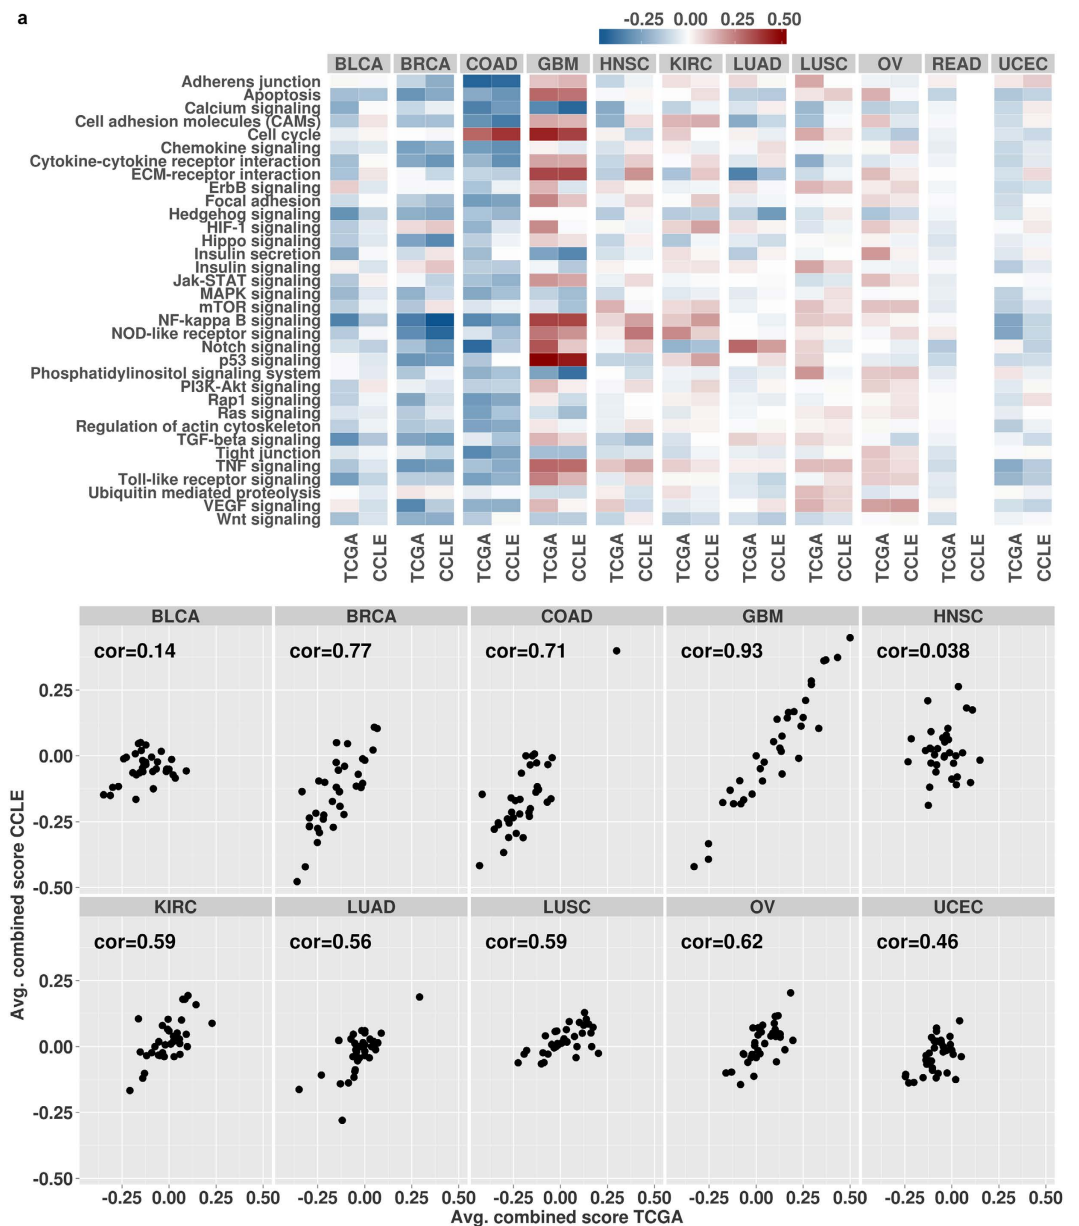 a
-0.25 0.00 0.25 0.50
BLCA BRCA COAD GBM HNSC KIRC LUAD LUSC OV READ UCEC
Adherens junction
Apoptosis
Calcium signaling
Cell adhesion molecules (CAMs)
Cell cycle
Chemokine signaling
Cytokine-cytokine receptor interaction
ECM-receptor interaction
ErbB signaling
Focal adhesion
Hedgehog signaling
HIF-1 signaling
Hippo signaling
Insulin secretion
Insulin signaling
Jak-STAT signaling
MAPK signaling
mTOR signaling
NF-kappa B signaling
NOD-like receptor signaling
Notch signaling
p53 signaling
Phosphatidylinositol signaling system
PI3K-Akt signaling
Rap1 signaling
Ras signaling
Regulation of actin cytoskeleton
TGF-beta signaling
Tight junction
TNF signaling
Toll-like receptor signaling
Ubiquitin mediated proteolysis
VEGF signaling
Wnt signaling
TCGA CCLE TCGA CCLE TCGA CCLE TCGA CCLE TCGA CCLE TCGA CCLE TCGA CCLE TCGA CCLE TCGA CCLE TCGA CCLE TCGA CCLE
BLCA BRCA COAD GBM HNSC
cor=0.14 cor=0.77 cor=0.71 cor=0.93 cor=0.038
0.25
0.00
-0.25
-0.50
KIRC LUAD LUSC OV UCEC
cor=0.59 cor=0.56 cor=0.59 cor=0.62 cor=0.46
0.25
0.00
-0.25
-0.50
Avg. combined score CCLE
-0.25 0.00 0.25 0.50 -0.25 0.00 0.25 0.50 -0.25 0.00 0.25 0.50 -0.25 0.00 0.25 0.50 -0.25 0.00 0.25 0.50
Avg. combined score TCGA